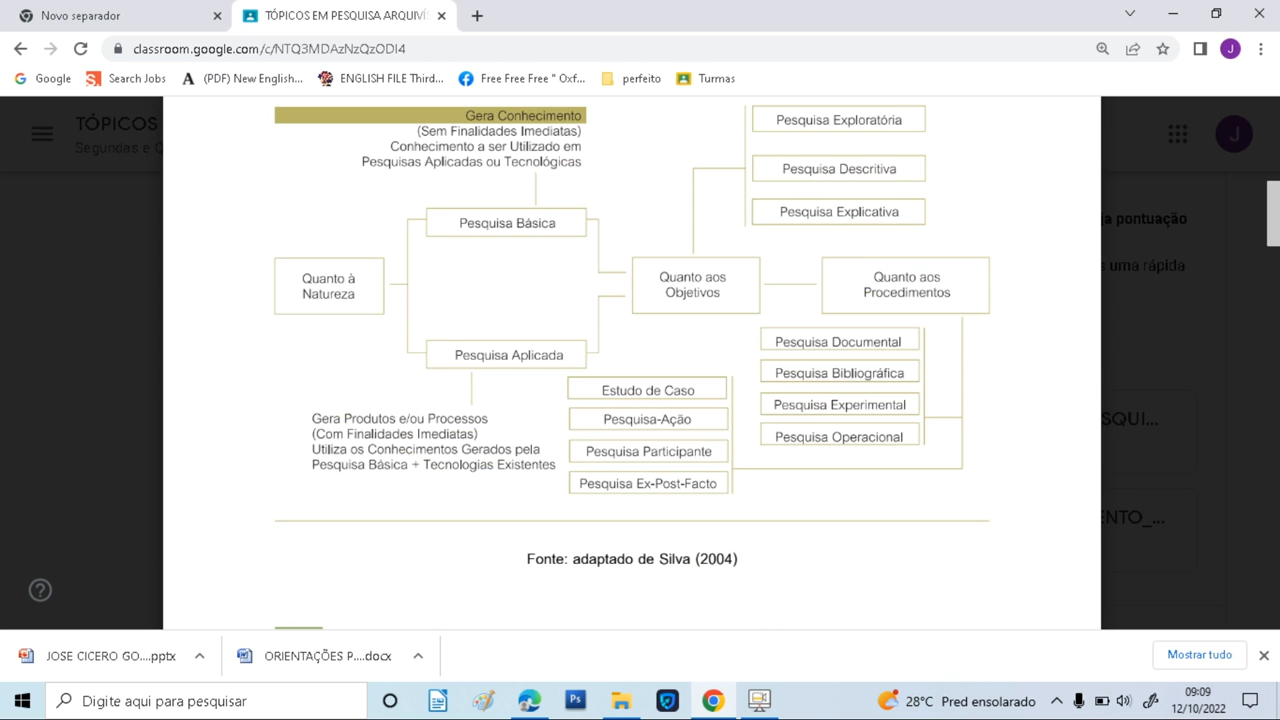 Novo separador
TÓPICOS EM PESQUISA ARQUIVÍS
classroom.google.com/c/NTQ3MDAzNzQzODI4
J
Google
Search Jobs
(PDF) New English...
ENGLISH FILE Third...
Free Free Free " Oxf...
perfeito
Turmas
TÓPICOS
Segundas e Q
J
ja pontuação
s uma rápida
ESQUI...
ENTO_...
Gera Conhecimento
(Sem Finalidades Imediatas)
Conhecimento a ser Utilizado em
Pesquisas Aplicadas ou Tecnológicas
Pesquisa Exploratória
Pesquisa Descritiva
Pesquisa Explicativa
Pesquisa Básica
Quanto à
Natureza
Quanto aos
Objetivos
Quanto aos
Procedimentos
Pesquisa Aplicada
Gera Produtos e/ou Processos
(Com Finalidades Imediatas)
Utiliza os Conhecimentos Gerados pela
Pesquisa Básica + Tecnologias Existentes
Pesquisa Documental
Pesquisa Bibliográfica
Pesquisa Experimental
Pesquisa Operacional
Estudo de Caso
Pesquisa-Ação
Pesquisa Participante
Pesquisa Ex-Post-Facto
Fonte: adaptado de Silva (2004)
JOSE CICERO GO....pptx
ORIENTAÇÕES P....docx
Mostrar tudo
Digite aqui para pesquisar
Ps
28°C Pred ensolarado
09:09
12/10/2022